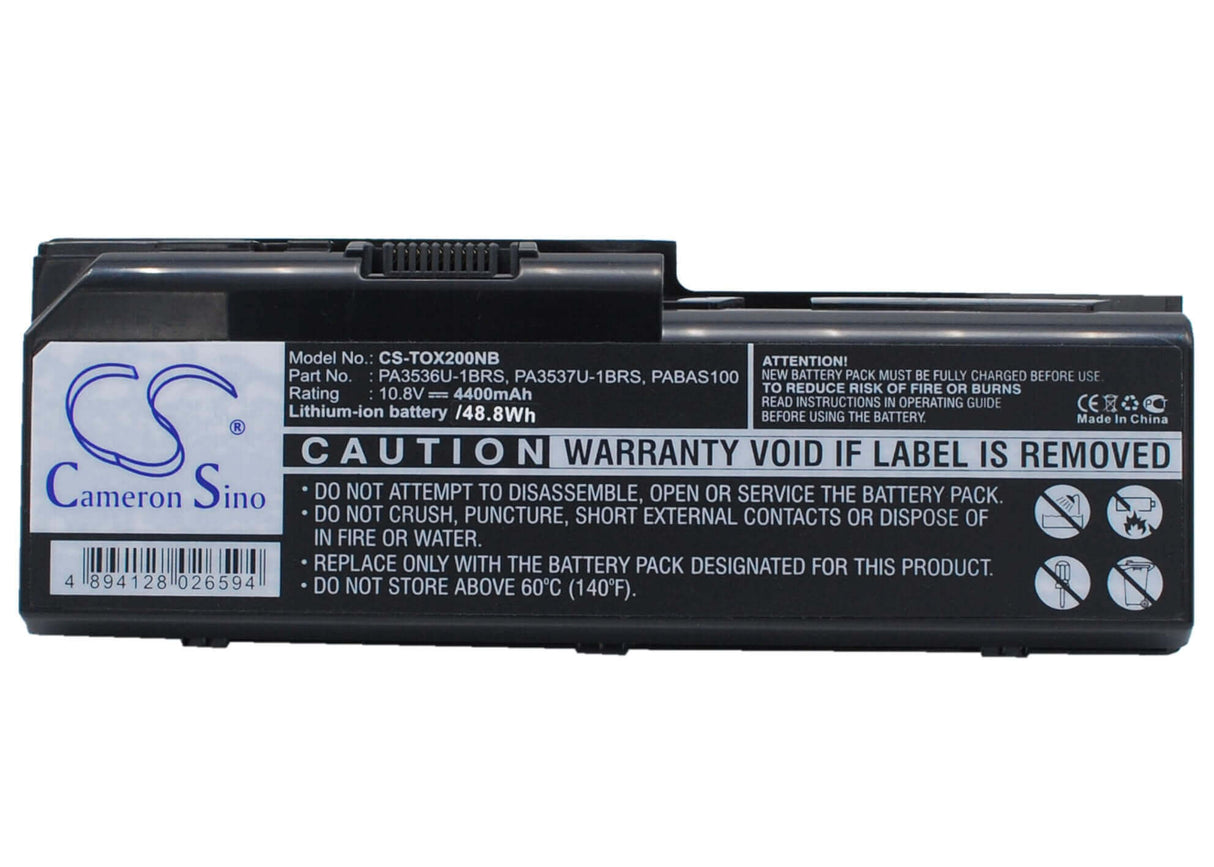 CS ®
Cameron Sino
4 894128 026594
Model No.: CS-TOX200NB
Part No. : PA3536U-1BRS, PA3537U-1BRS, PABAS100
Rating : 10.8V ⎓ 4400mAh
Lithium-ion battery /48.8Wh
ATTENTION!
CAREFULLY FULLY CHARGED BEFORE USE.
TO REDUCE RISK OF FIRE OR BURNS
READ INSTRUCTIONS IN OPERATING GUIDE
BEFORE USING THE BATTERY.
CE
Made In China
CAUTION WARRANTY VOID IF LABEL IS REMOVED
• DO NOT ATTEMPT TO DISASSEMBLE, OPEN OR SERVICE THE BATTERY PACK.
• DO NOT CRUSH, PUNCTURE, SHORT EXTERNAL CONTACTS OR DISPOSE OF
IN FIRE OR WATER.
• REPLACE ONLY WITH THE BATTERY PACK DESIGNATED FOR THIS PRODUCT.
• DO NOT STORE ABOVE 60°C (140°F).